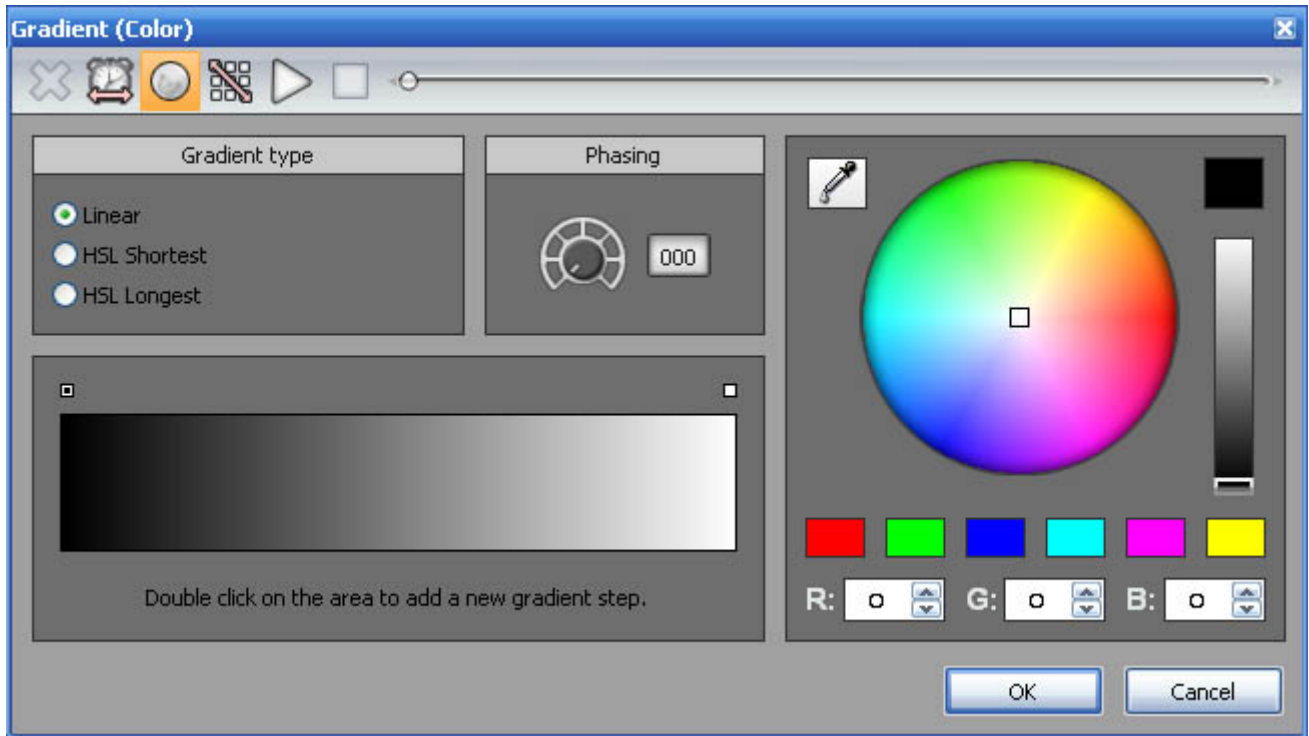 Gradient (Color)
Gradient type
Linear
HSL Shortest
HSL Longest
Phasing
000
Double click on the area to add a new gradient step.
R: 0 G: 0 B: 0
OK Cancel